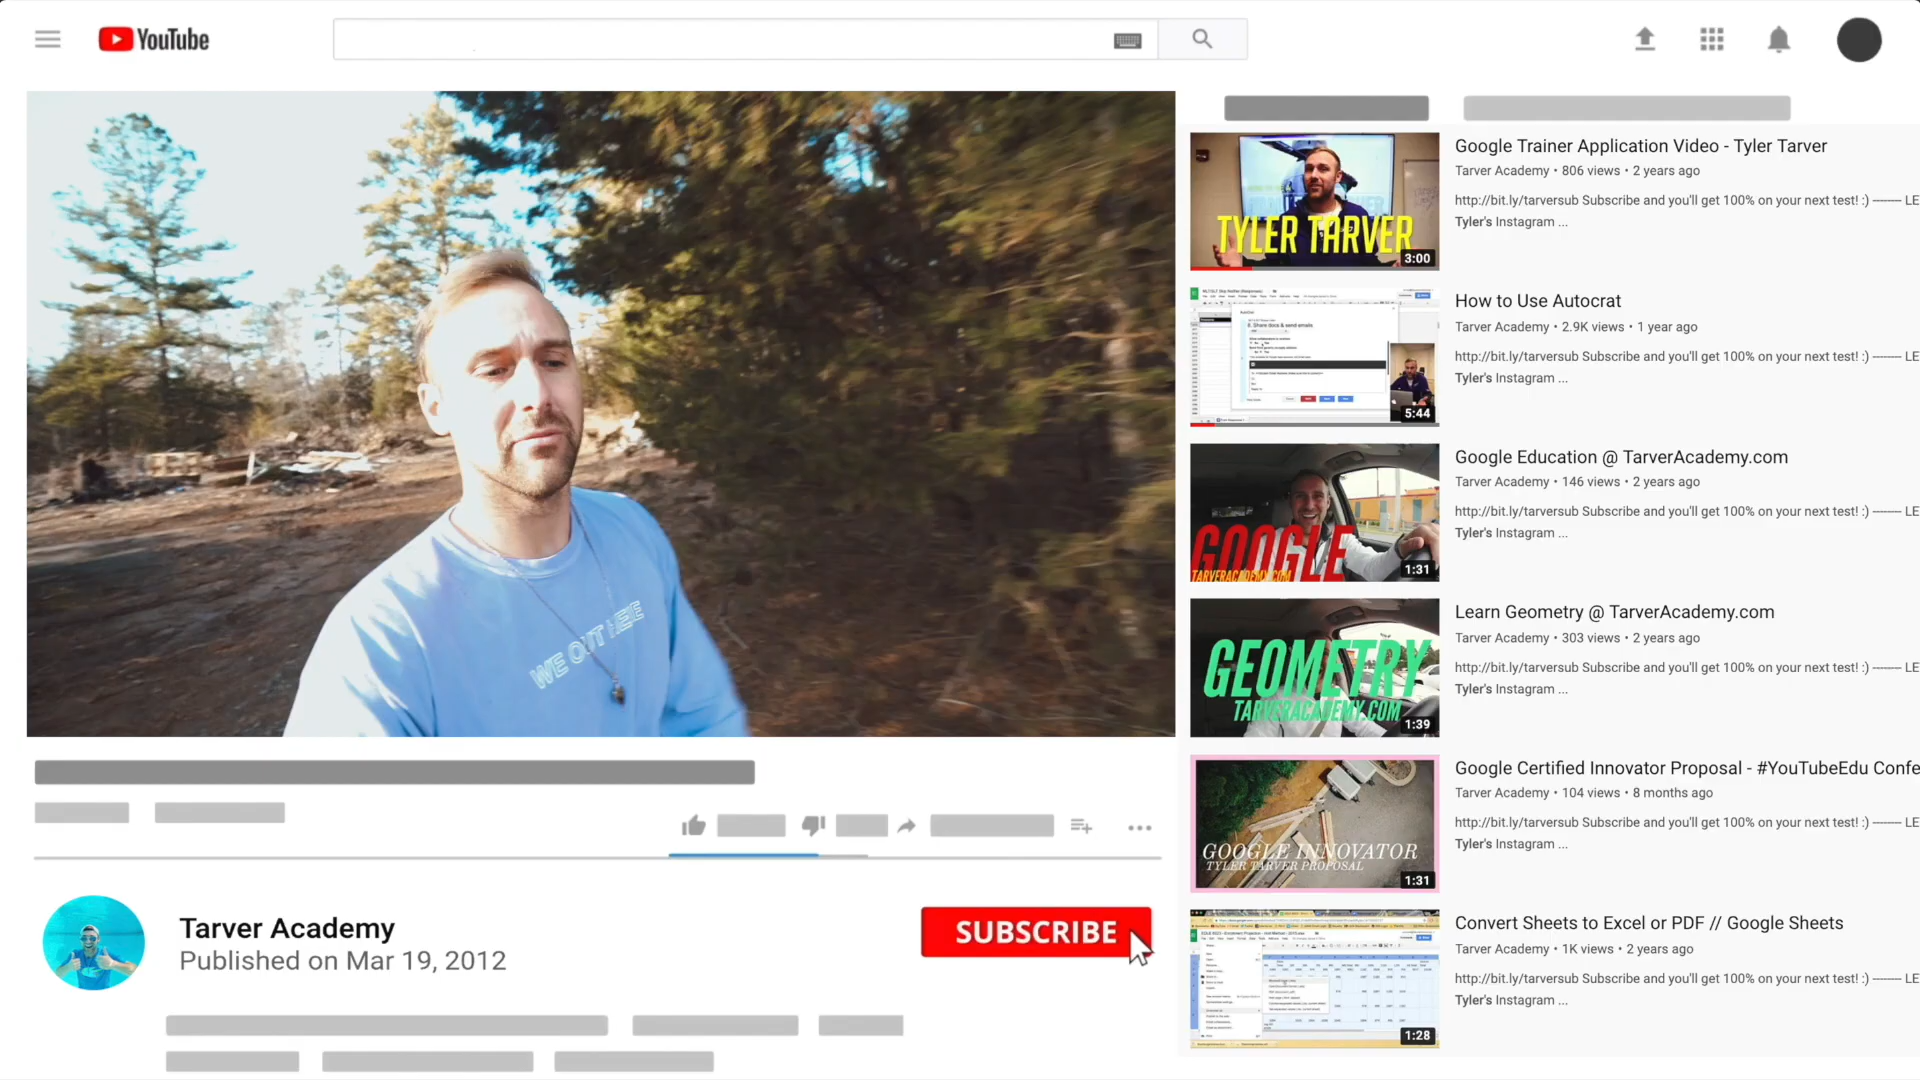 YouTube
TYLER TARVER
3:00
Google Trainer Application Video - Tyler Tarver
Tarver Academy • 806 views • 2 years ago
http://bit.ly/tarversub Subscribe and you'll get 100% on your next test! :) -------- LE
Tyler's Instagram ...
8. Share docs & send emails
5:44
How to Use Autocrat
Tarver Academy • 2.9K views • 1 year ago
http://bit.ly/tarversub Subscribe and you'll get 100% on your next test! :) -------- LE
Tyler's Instagram ...
GOOGLE
TARVERACADEMY.COM
1:31
Google Education @ TarverAcademy.com
Tarver Academy • 146 views • 2 years ago
http://bit.ly/tarversub Subscribe and you'll get 100% on your next test! :) -------- LE
Tyler's Instagram ...
WE OUT HERE
GEOMETRY
TARVERACADEMY.COM
1:39
Learn Geometry @ TarverAcademy.com
Tarver Academy • 303 views • 2 years ago
http://bit.ly/tarversub Subscribe and you'll get 100% on your next test! :) -------- LE
Tyler's Instagram ...
GOOGLE INNOVATOR
TYLER TARVER PROPOSAL
1:31
Google Certified Innovator Proposal - #YouTubeEdu Confe
Tarver Academy • 104 views • 8 months ago
http://bit.ly/tarversub Subscribe and you'll get 100% on your next test! :) -------- LE
Tyler's Instagram ...
Tarver Academy
Published on Mar 19, 2012
SUBSCRIBE
1:28
Convert Sheets to Excel or PDF // Google Sheets
Tarver Academy • 1K views • 2 years ago
http://bit.ly/tarversub Subscribe and you'll get 100% on your next test! :) -------- LE
Tyler's Instagram ...